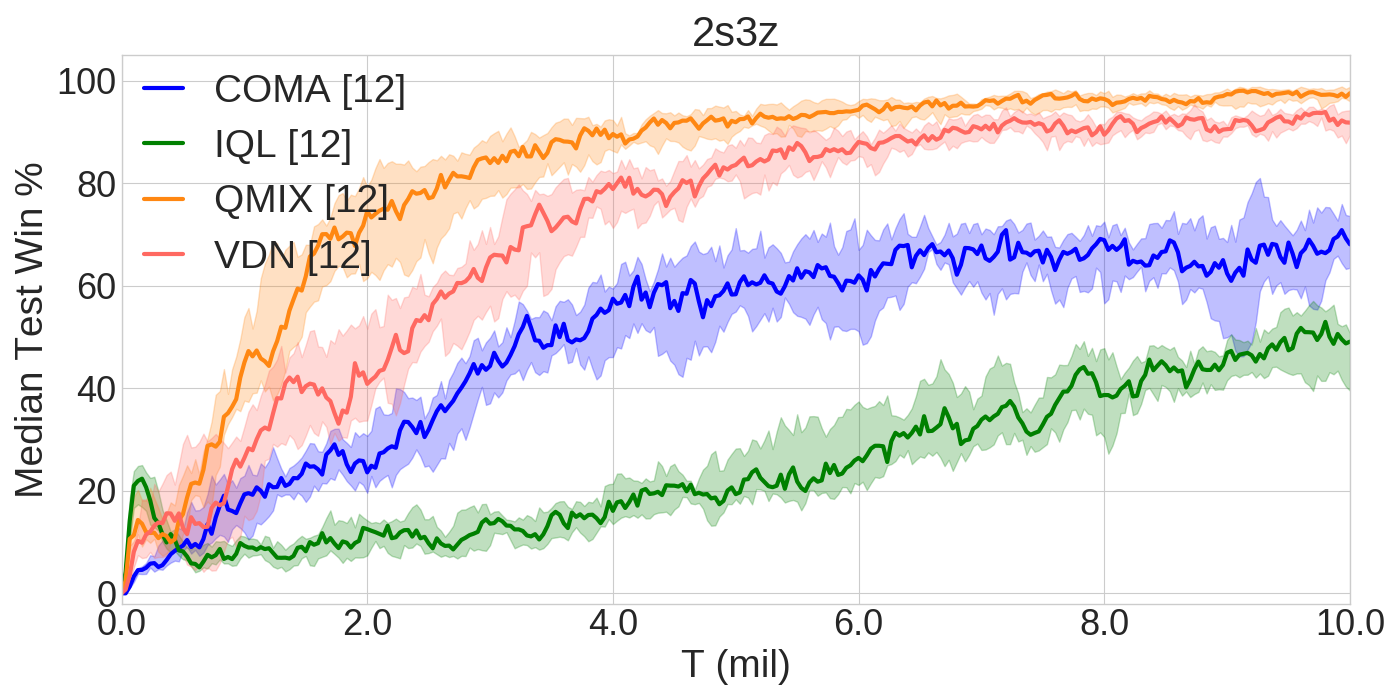 2s3z
COMA [12]
IQL [12]
QMIX [12]
VDN [12]
Median Test Win %
100
80
60
40
20
0
0.0 2.0 4.0 6.0 8.0 10.0
T (mil)